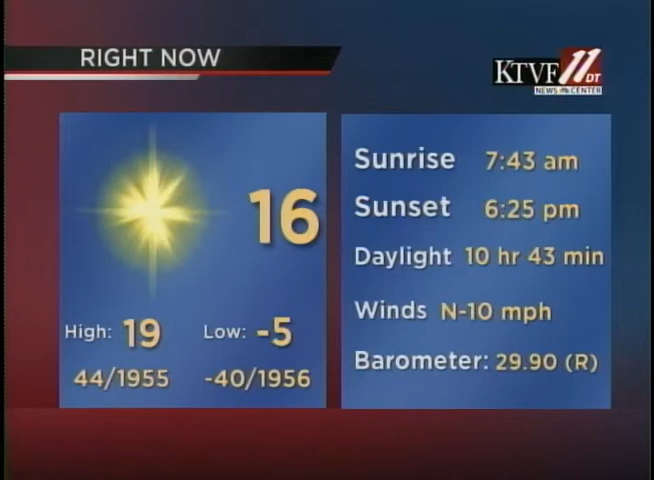 RIGHT NOW
KTVF 11 DT
NEWS NBC CENTER
16
High: 19 Low: -5
44/1955 -40/1956
Sunrise 7:43 am
Sunset 6:25 pm
Daylight 10 hr 43 min
Winds N-10 mph
Barometer: 29.90 (R)